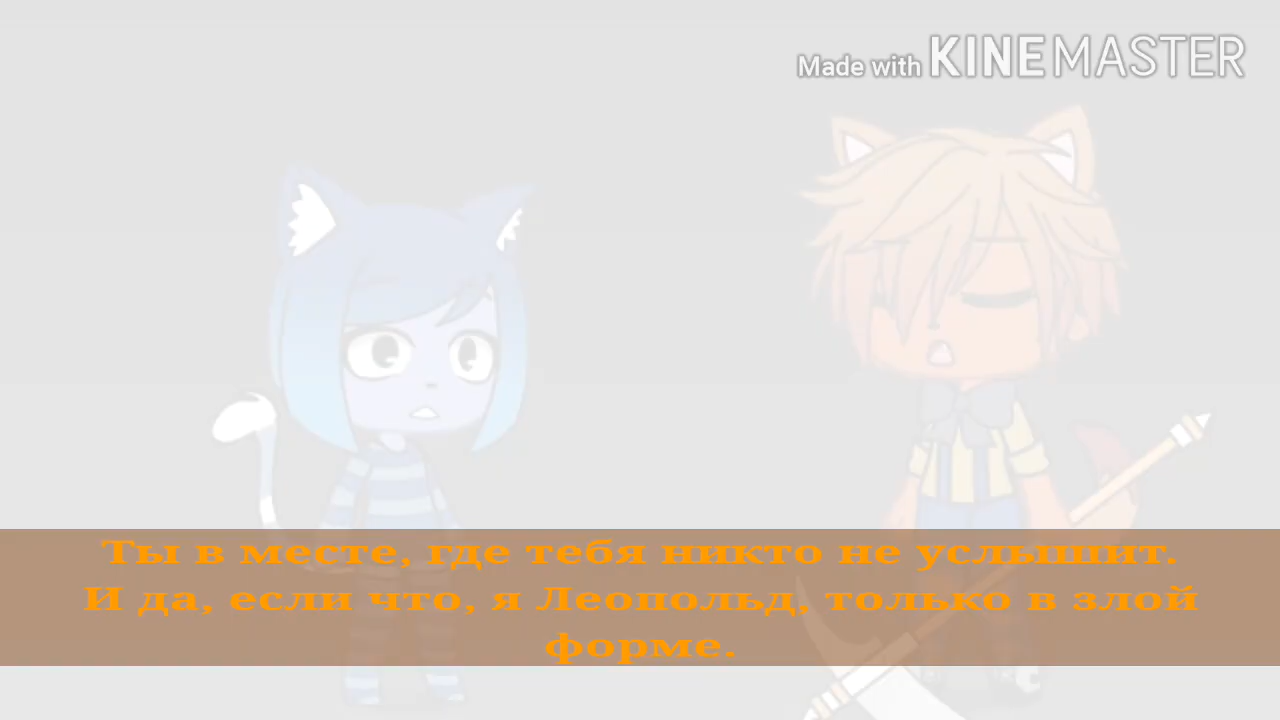 Made with KINEMASTER
Ты в месте, где тебя никто не услышит.
И да, если что, я Леопольд, только в злой
форме.